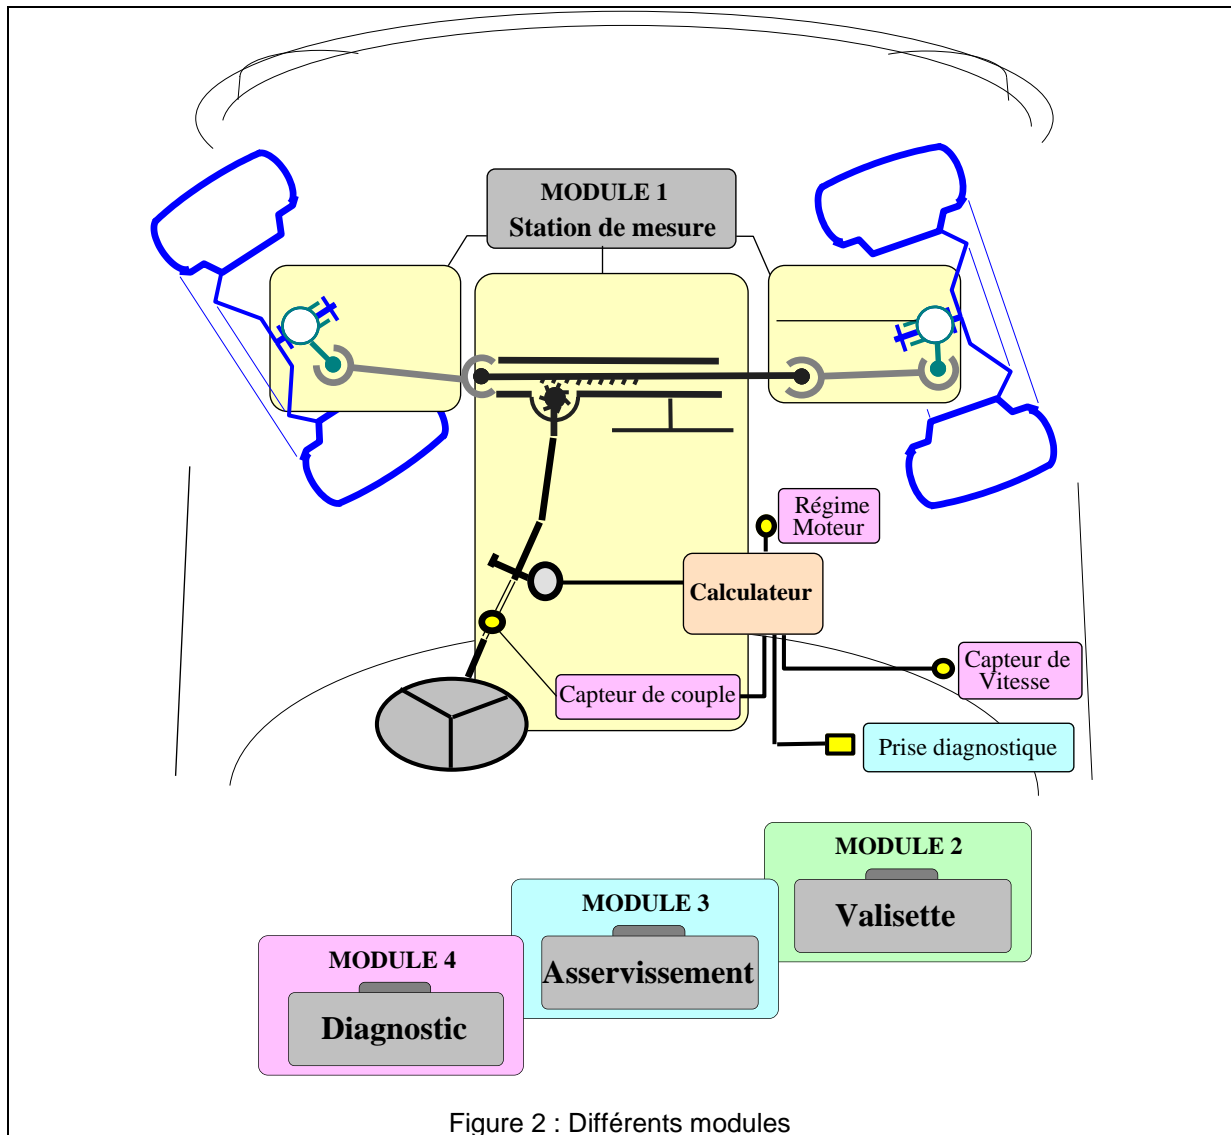 MODULE 1
Station de mesure
Régime
Moteur
Calculateur
Capteur de
Vitesse
Capteur de couple
Prise diagnostique
MODULE 2
Valisette
MODULE 3
Asservissement
MODULE 4
Diagnostic
Figure 2 : Différents modules